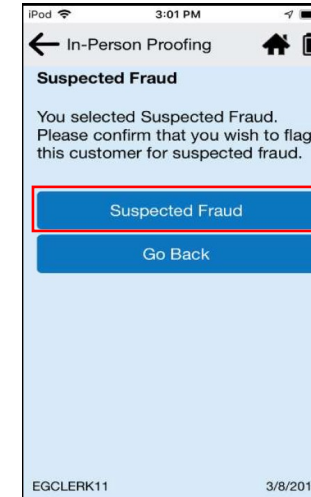 iPod 3:01 PM
In-Person Proofing
Suspected Fraud
You selected Suspected Fraud.
Please confirm that you wish to flag
this customer for suspected fraud.
Suspected Fraud
Go Back
EGCLERK11 3/8/201